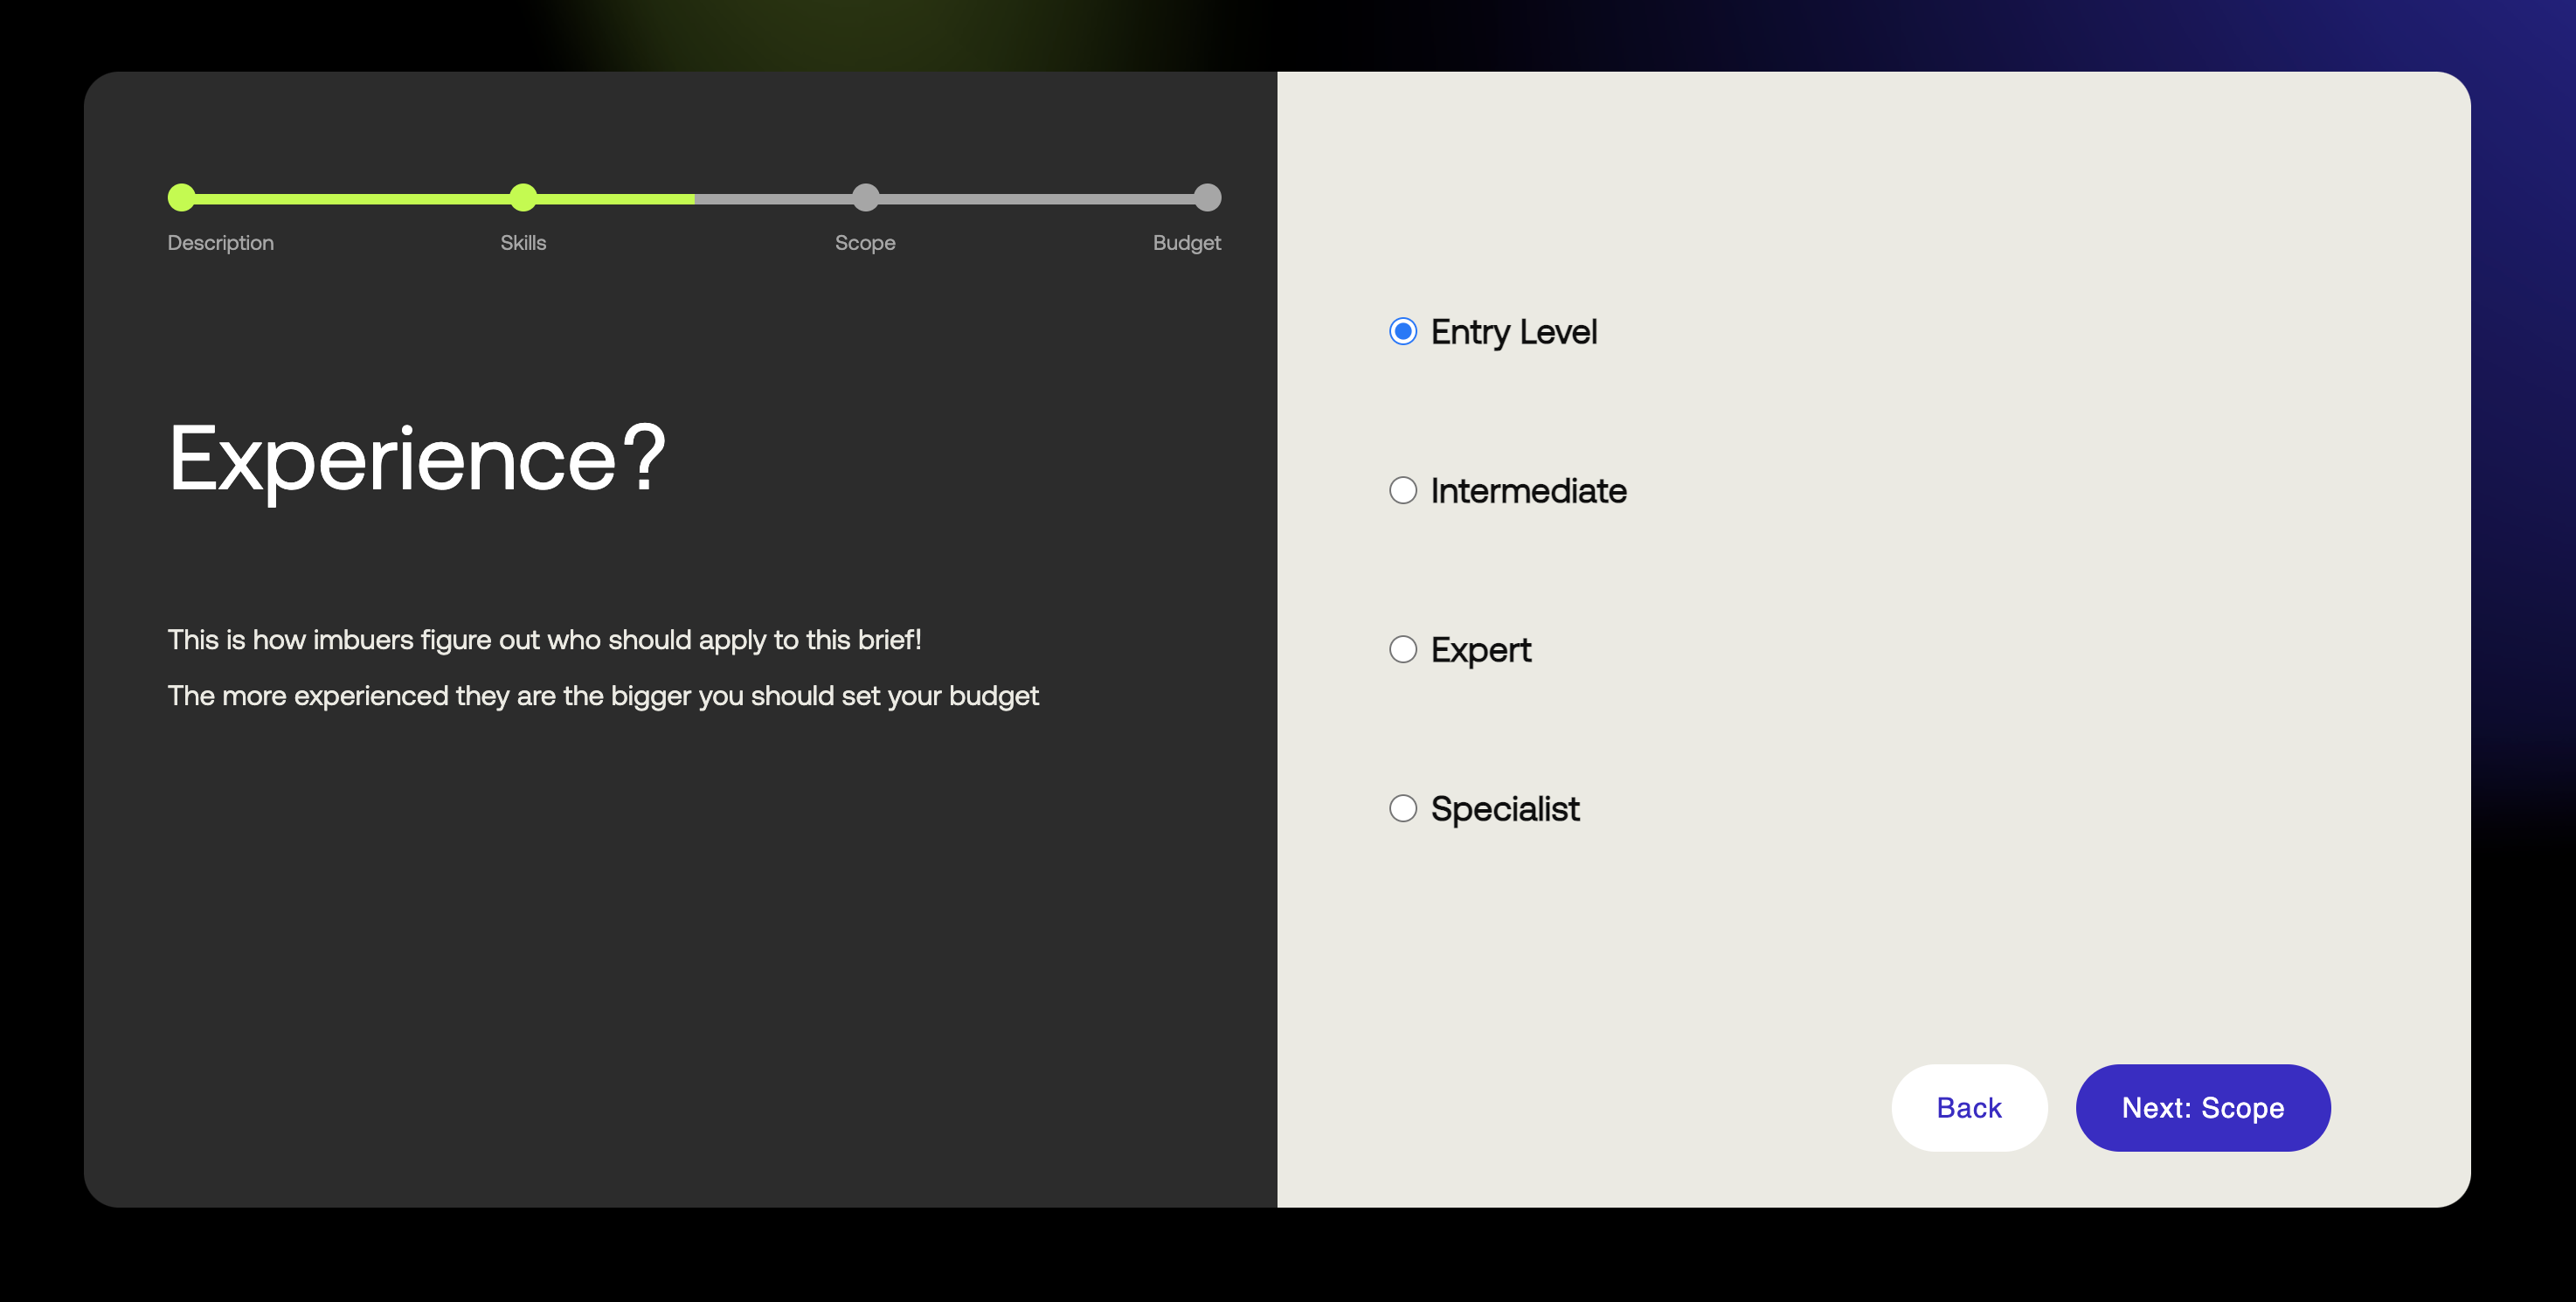 Description
Skills
Scope
Budget
Experience?
This is how imbuers figure out who should apply to this brief!
The more experienced they are the bigger you should set your budget
Entry Level
Intermediate
Expert
Specialist
Back
Next: Scope